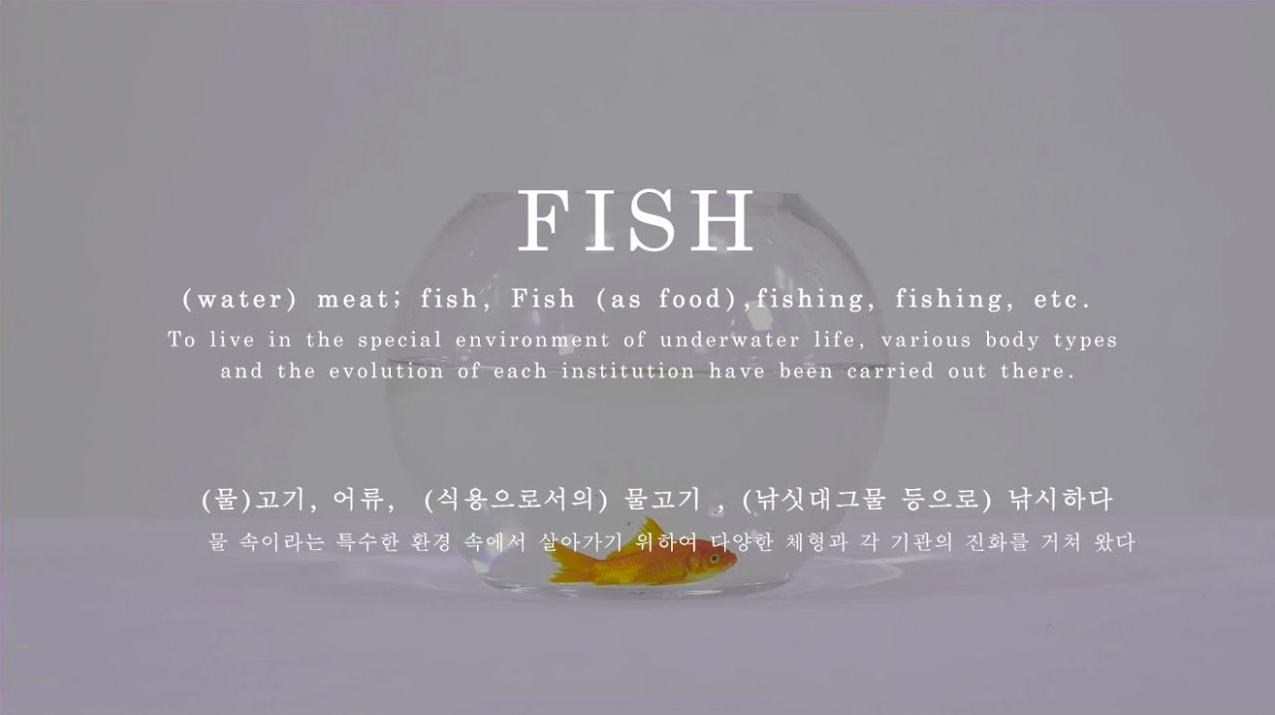 FISH
(water) meat; fish, Fish (as food),fishing, fishing, etc.
To live in the special environment of underwater life, various body types
and the evolution of each institution have been carried out there.
(물)고기, 어류, (식용으로서의) 물고기 , (낚싯대그물 등으로) 낚시하다
물 속이라는 특수한 환경 속에서 살아가기 위하여 다양한 체형과 각 기관의 진화를 거쳐 왔다